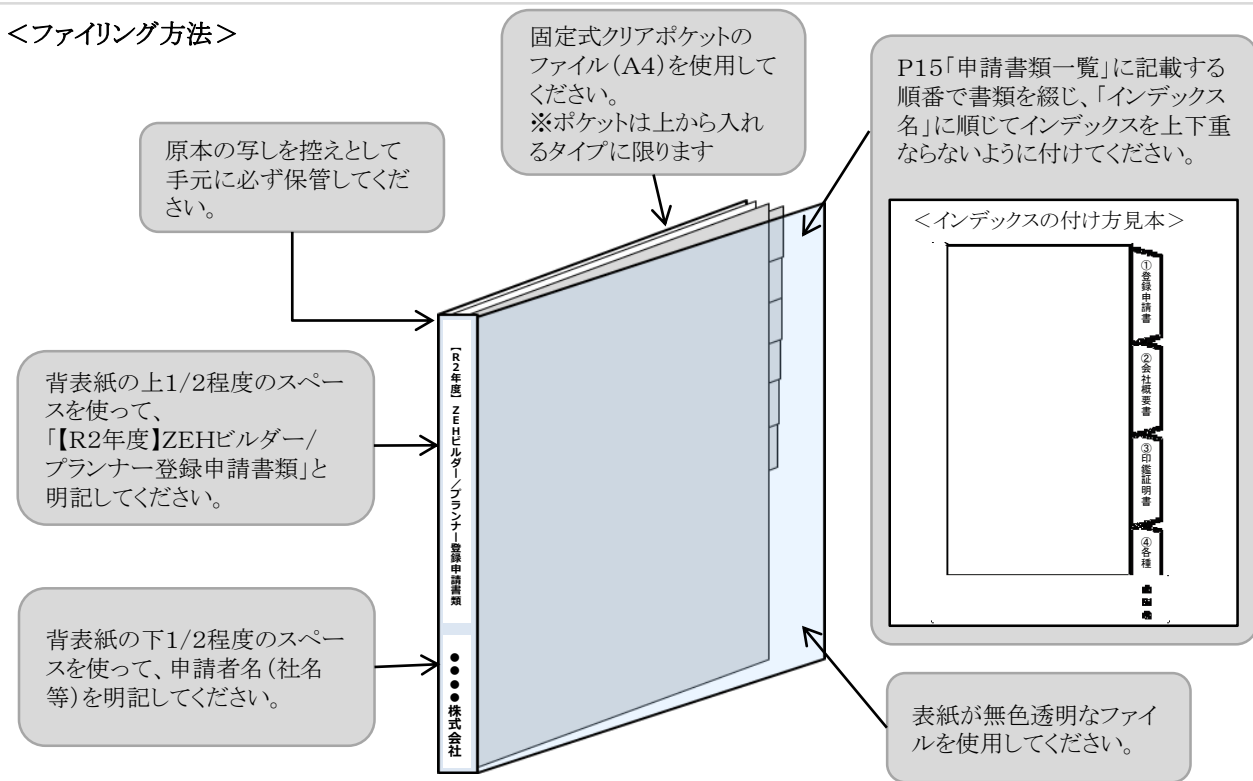 ＜ファイリング方法＞
固定式クリアポケットの
ファイル（A4）を使用して
ください。
※ポケットは上から入れ
るタイプに限ります
原本の写しを控えとして
手元に必ず保管してくだ
さい。
背表紙の上1/2程度のスペー
スを使って、
「【R2年度】ZEHビルダー/
プランナー登録申請書類」と
明記してください。
背表紙の下1/2程度のスペー
スを使って、申請者名（社名
等）を明記してください。
【R2年度】 ZEHビルダー/プランナー登録申請書類
●●●●株式会社
P15「申請書類一覧」に記載する
順番で書類を綴じ、「インデックス
名」に順じてインデックスを上下重
ならないように付けてください。
＜インデックスの付け方見本＞
①登録申請書
②会社概要書
③印鑑証明書
④各種
表紙が無色透明なファイ
ルを使用してください。